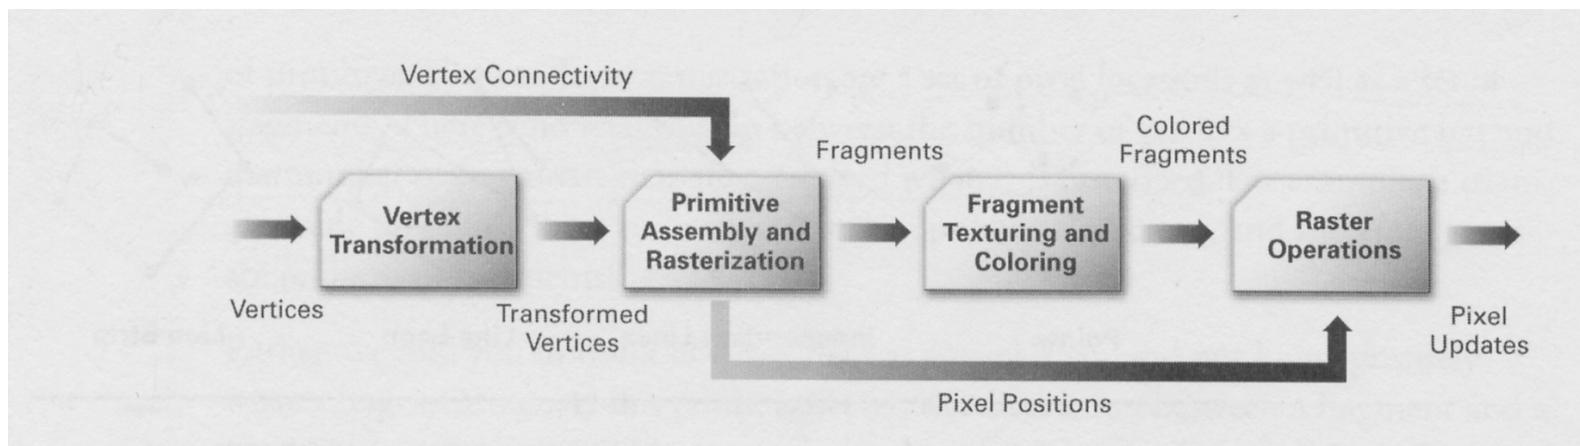 Vertex Connectivity
Vertices
Vertex
Transformation
Transformed
Vertices
Primitive
Assembly and
Rasterization
Fragments
Fragment
Texturing and
Coloring
Colored
Fragments
Raster
Operations
Pixel
Updates
Pixel Positions